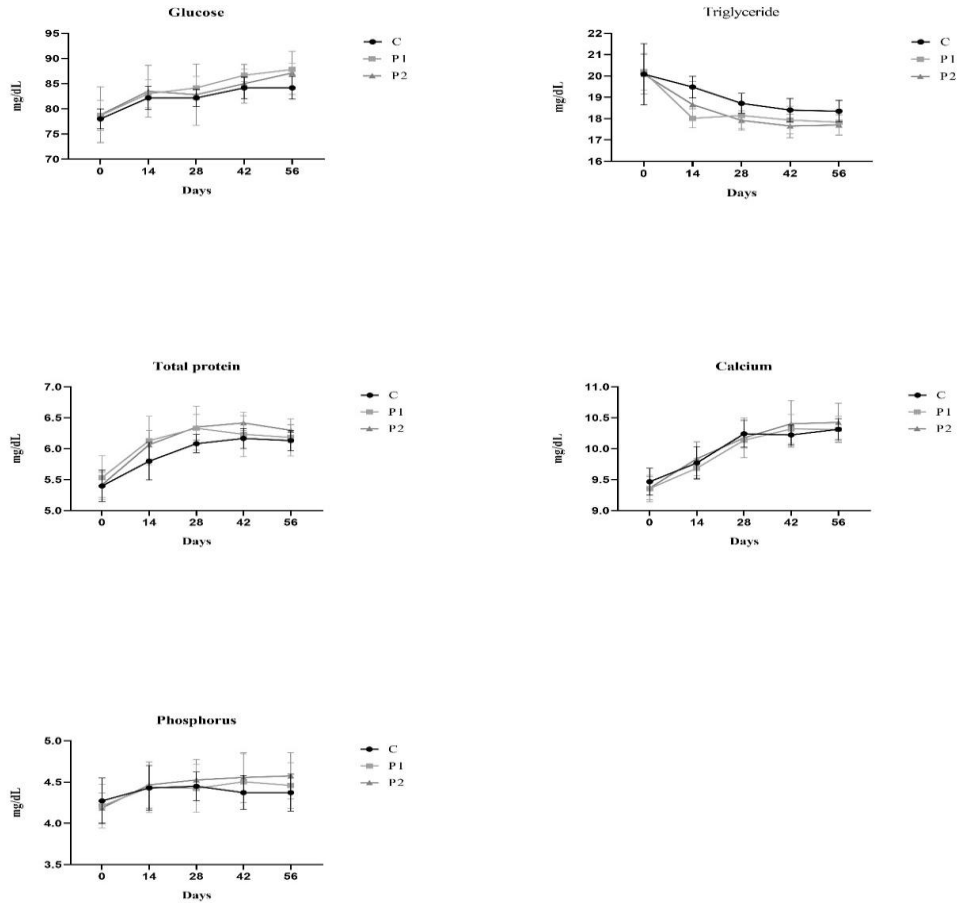 Glucose
95
90
85
80
75
70
mg/dL
0 14 28 42 56
Days
C
P1
P2
Triglyceride
22
21
20
19
18
17
16
mg/dL
0 14 28 42 56
Days
C
P1
P2
Total protein
7.0
6.5
6.0
5.5
5.0
mg/dL
0 14 28 42 56
Days
C
P1
P2
Calcium
11.0
10.5
10.0
9.5
9.0
mg/dL
0 14 28 42 56
Days
C
P1
P2
Phosphorus
5.0
4.5
4.0
3.5
mg/dL
0 14 28 42 56
Days
C
P1
P2